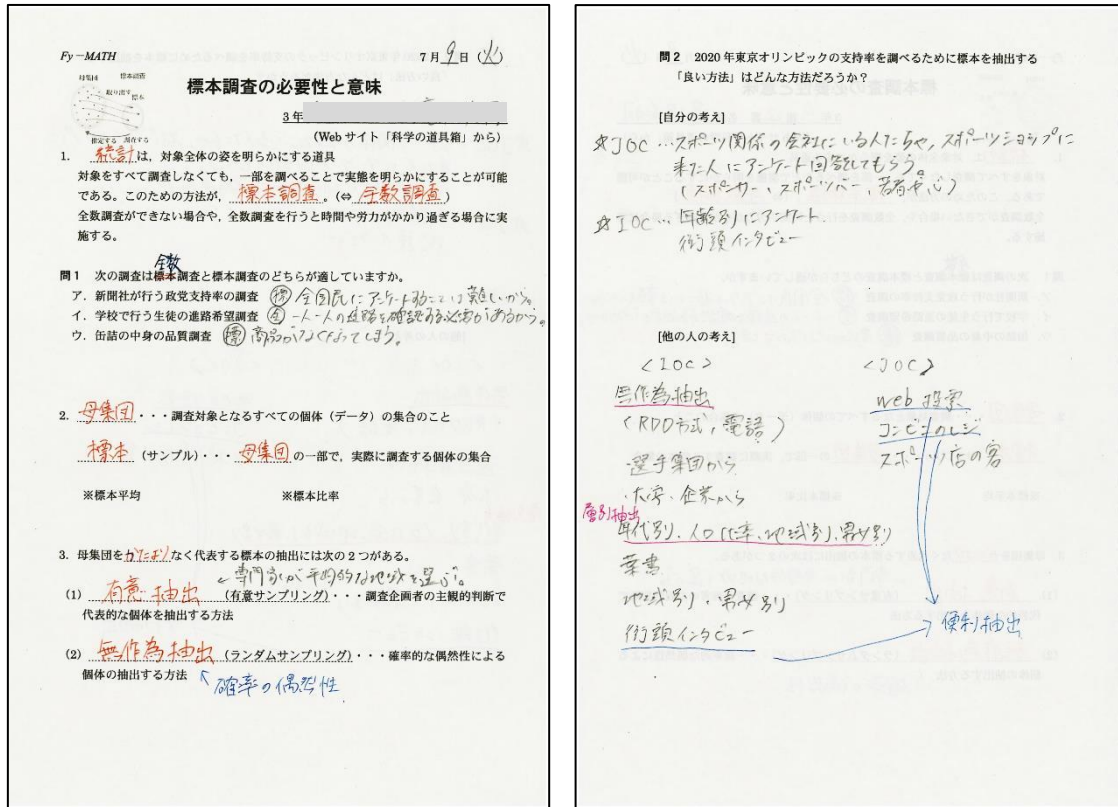 Fy-MATH
7月9日(火)
母集団 標本調査
取り出す 標本
推定する 調査する
標本調査の必要性と意味
3年
(Webサイト「科学の道具箱」から)
1. 統計は,対象全体の姿を明らかにする道具
対象をすべて調査しなくても,一部を調べることで実態を明らかにすることが可
能である。このための方法が,標本調査。(⇔ 全数調査)
全数調査ができない場合や,全数調査を行うと時間や労力がかかり過ぎる場合に実
施する。
全数
問1 次の調査は標本調査と標本調査のどちらが適していますか。
ア.新聞社が行う政党支持率の調査 標 全国民にアンケートすることは難しいから。
イ.学校で行う生徒の進路希望調査 全 一人一人の進路を確認する必要があるから。
ウ.缶詰の中身の品質調査 標 商品がなくなってしまう。
2. 母集団・・・調査対象となるすべての個体(データ)の集合のこと
標本(サンプル)・・・母集団の一部で,実際に調査する個体の集合
※標本平均 ※標本比率
3. 母集団をかたよりなく代表する標本の抽出には次の2つがある。
←専門家が平均的な地域を選ぶ。
(1) 有意抽出(有意サンプリング)・・・調査企画者の主観的判断で
代表的な個体を抽出する方法
(2) 無作為抽出(ランダムサンプリング)・・・確率的な偶然性による
個体の抽出する方法 ↖確率の偶然性
問2 2020年東京オリンピックの支持率を調べるために標本を抽出する
「良い方法」はどんな方法だろうか?
[自分の考え]
☆JOC…スポーツ関係の会社にいる人たちや,スポーツショップに
来た人にアンケート回答をしてもらう。
(スポンサー,スポーツバー,若者中心)
☆IOC…年齢別にアンケート.
街頭インタビュー
[他の人の考え]
<IOC> <JOC>
無作為抽出 web投票
(RDD方式,電話) コンビニのレジ
選手集団から スポーツ店の客
・大学・企業から
層別抽出
年代別,人口比率,地域別,男女別
葉書
地域別・男女別
街頭インタビュー → 便利抽出